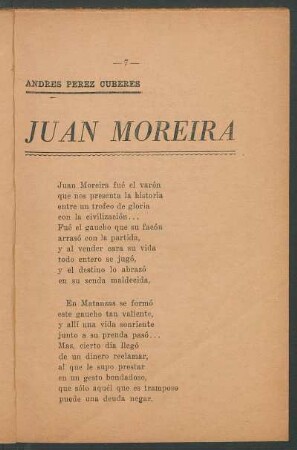 — 7 —
ANDRES PEREZ CUBERES
JUAN MOREIRA
Juan Moreira fué el varón
que nos presenta la historia
entre un trofeo de gloria
con la civilización...
Fué el gaucho que su facón
arrasó con la partida,
y al vender cara su vida
todo entero se jugó,
y el destino lo abrazó
en su senda maldecida.
En Matanzas se formó
este gaucho tan valiente,
y allí una vida sonriente
junto a su prenda pasó...
Mas, cierto día llegó
de un dinero reclamar,
al que le supo prestar
en un gesto bondadoso,
que sólo aquél que es tramposo
puede una deuda negar.